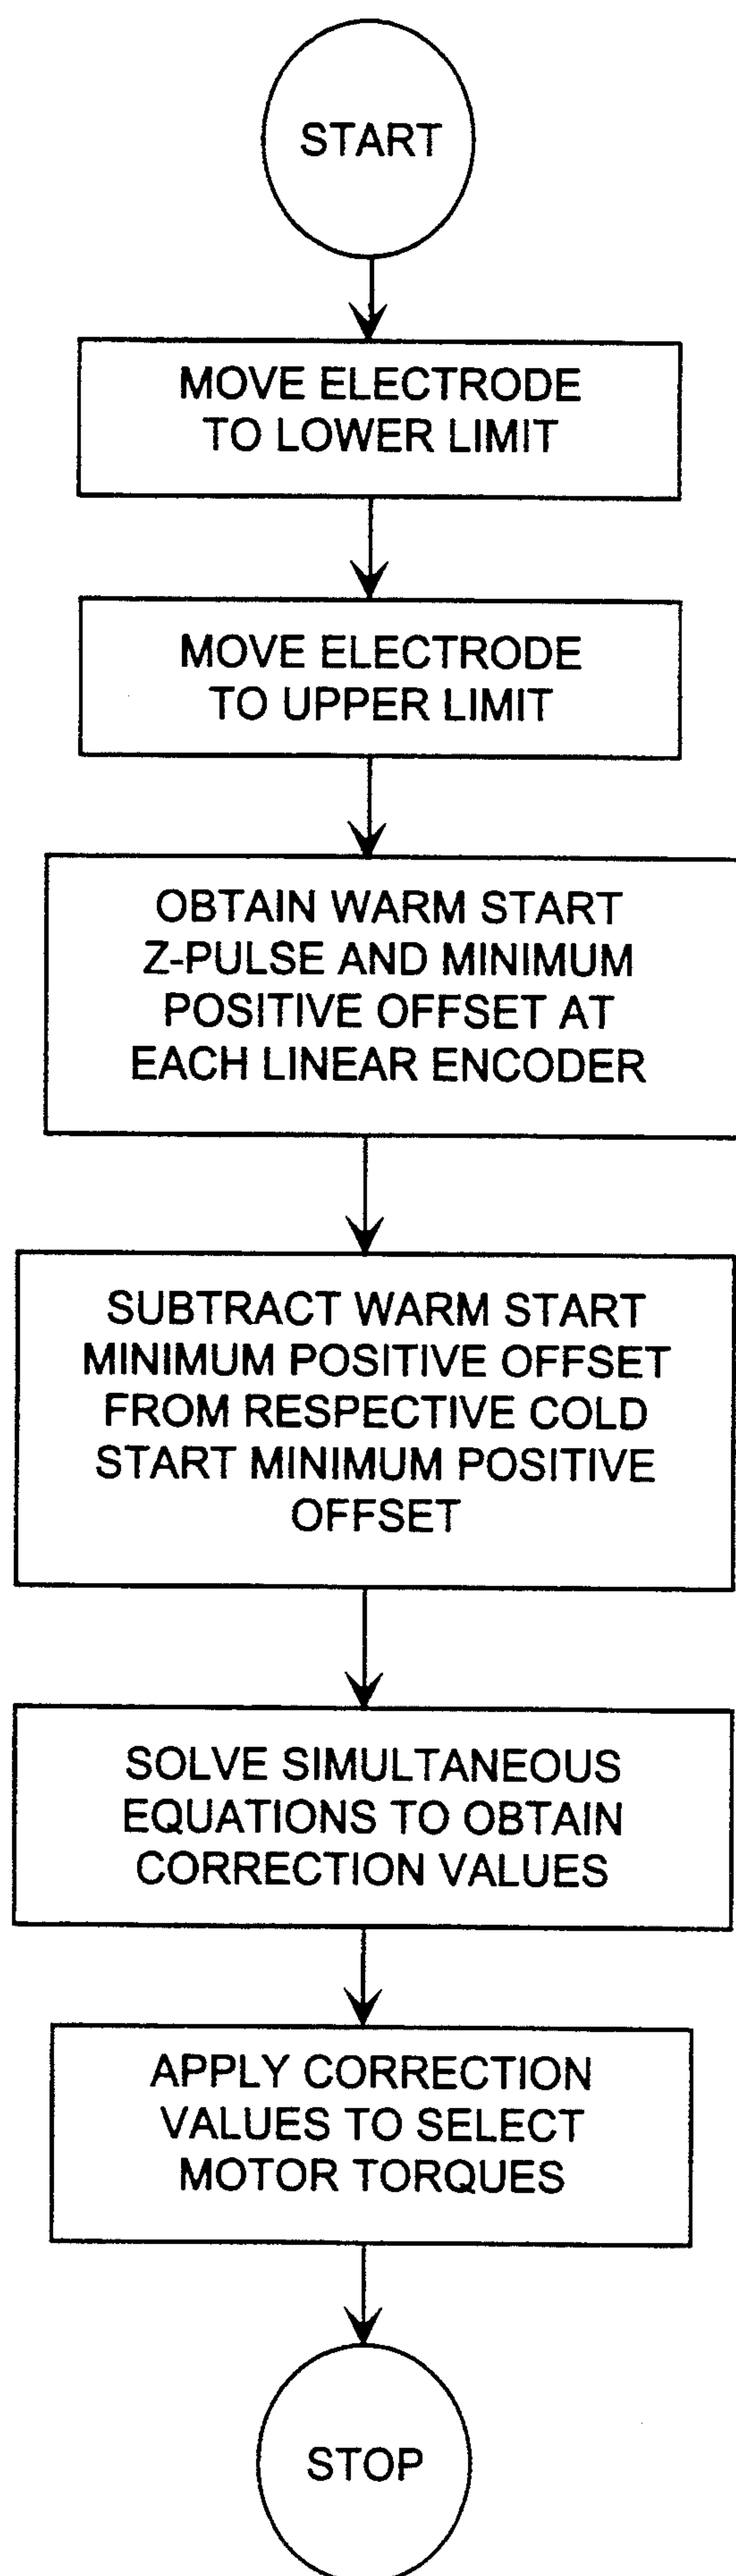 START
MOVE ELECTRODE
TO LOWER LIMIT
MOVE ELECTRODE
TO UPPER LIMIT
OBTAIN WARM START
Z-PULSE AND MINIMUM
POSITIVE OFFSET AT
EACH LINEAR ENCODER
SUBTRACT WARM START
MINIMUM POSITIVE OFFSET
FROM RESPECTIVE COLD
START MINIMUM POSITIVE
OFFSET
SOLVE SIMULTANEOUS
EQUATIONS TO OBTAIN
CORRECTION VALUES
APPLY CORRECTION
VALUES TO SELECT
MOTOR TORQUES
STOP